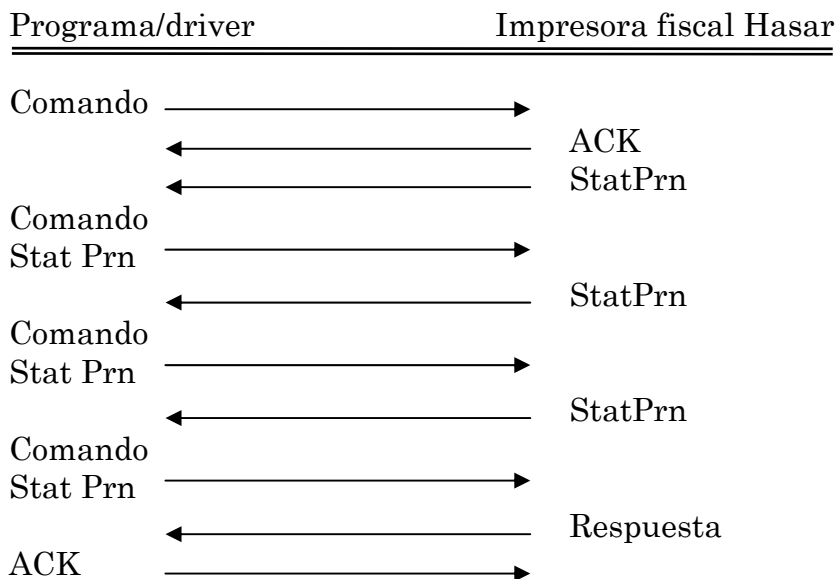 Programa/driver Impresora fiscal Hasar
Comando
ACK
StatPrn
Comando
Stat Prn
StatPrn
Comando
Stat Prn
StatPrn
Comando
Stat Prn
Respuesta
ACK